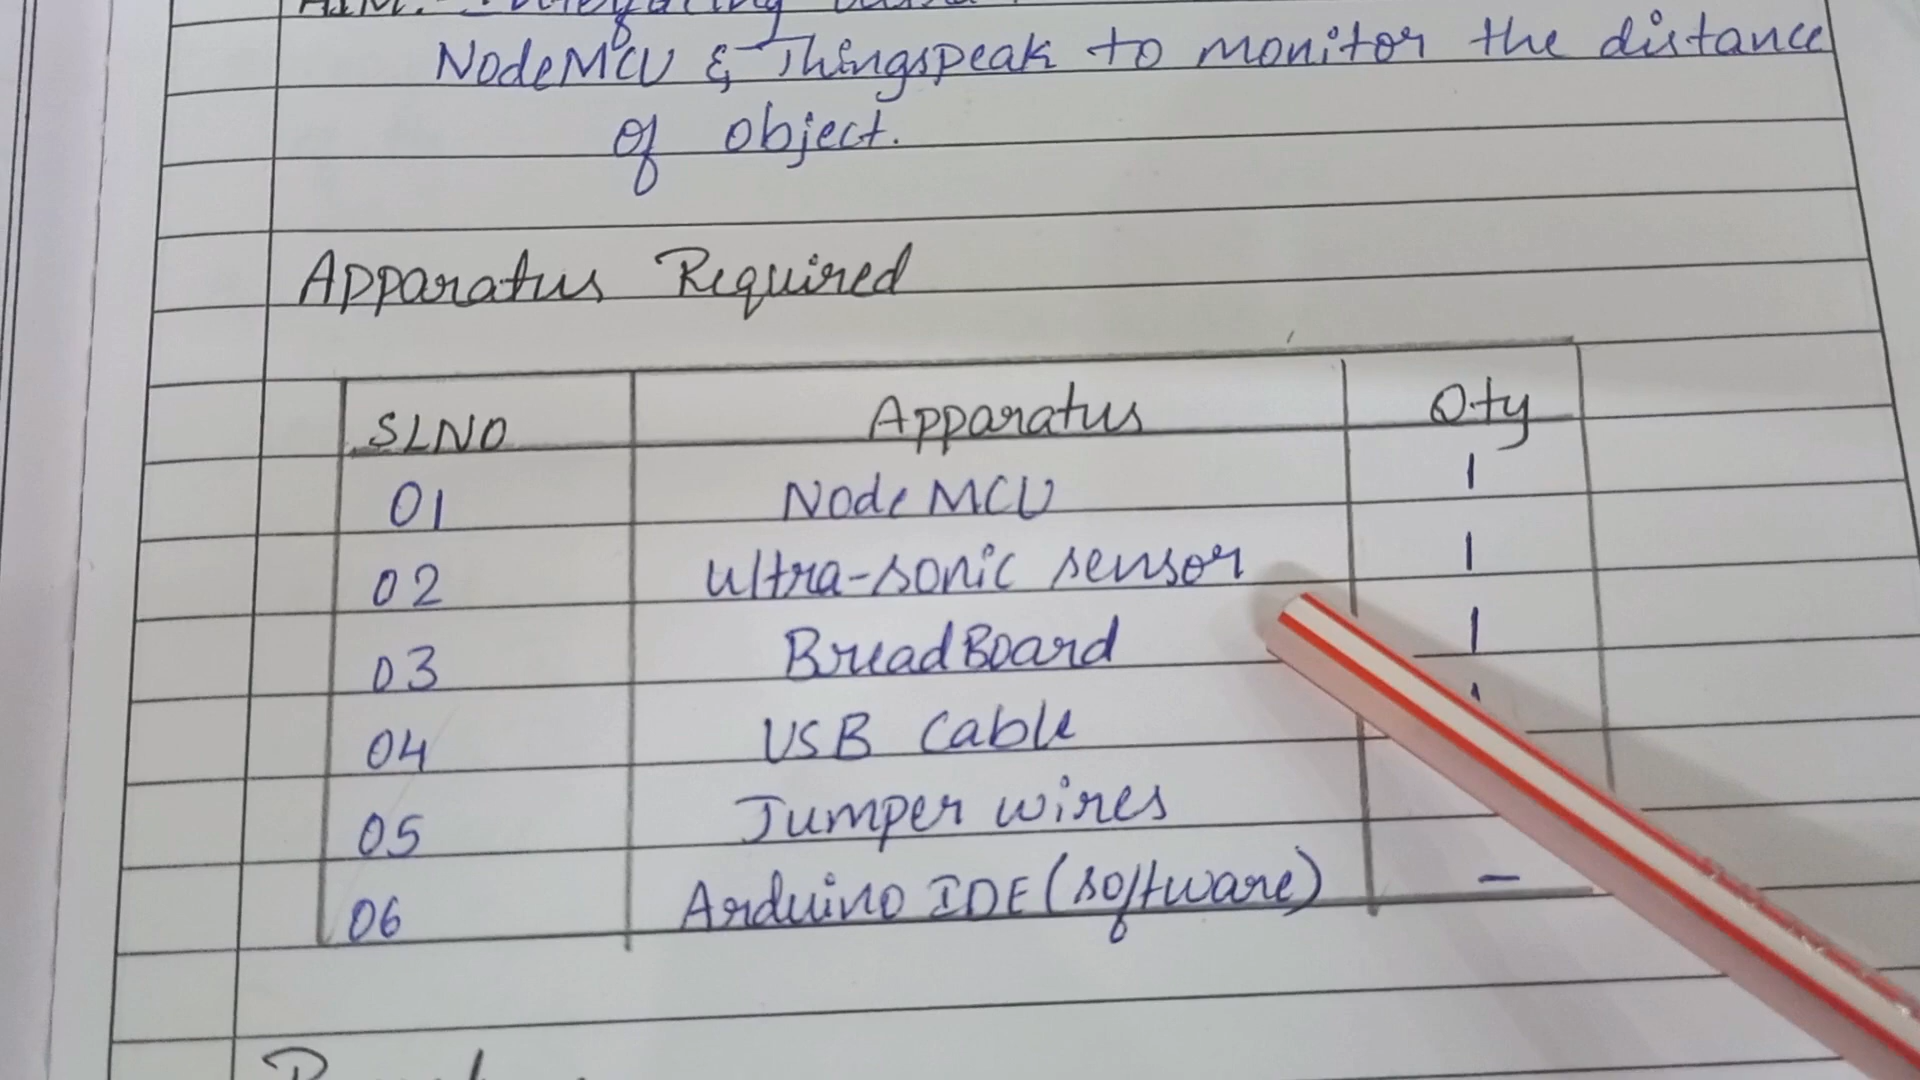 AIM:
NodeMCU & Thingspeak to monitor the distance
of object.
Apparatus Required
SLNO Apparatus Qty
01 NodeMCU 1
02 Ultra-sonic sensor 1
03 BreadBoard 1
04 USB Cable
05 Jumper wires
06 Arduino IDE (software) -